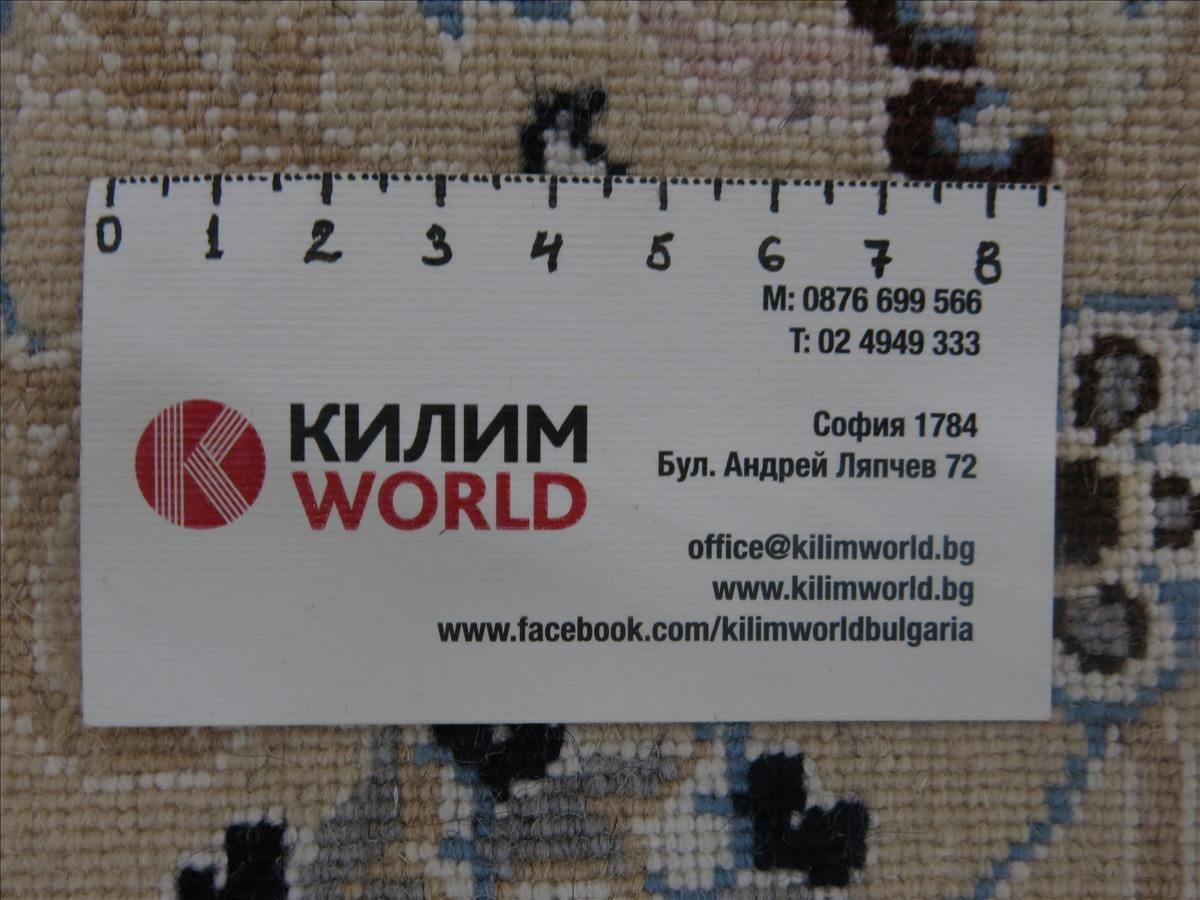 0 1 2 3 4 5 6 7 8
M: 0876 699 566
T: 02 4949 333
КИЛИМ
WORLD
София 1784
Бул. Андрей Ляпчев 72
office@kilimworld.bg
www.kilimworld.bg
www.facebook.com/kilimworldbulgaria